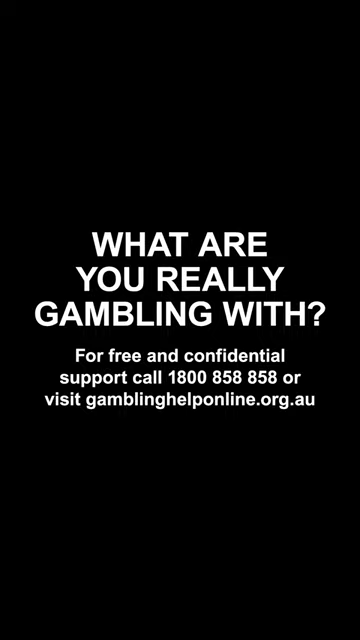 WHAT ARE
YOU REALLY
GAMBLING WITH?
For free and confidential
support call 1800 858 858 or
visit gamblinghelponline.org.au